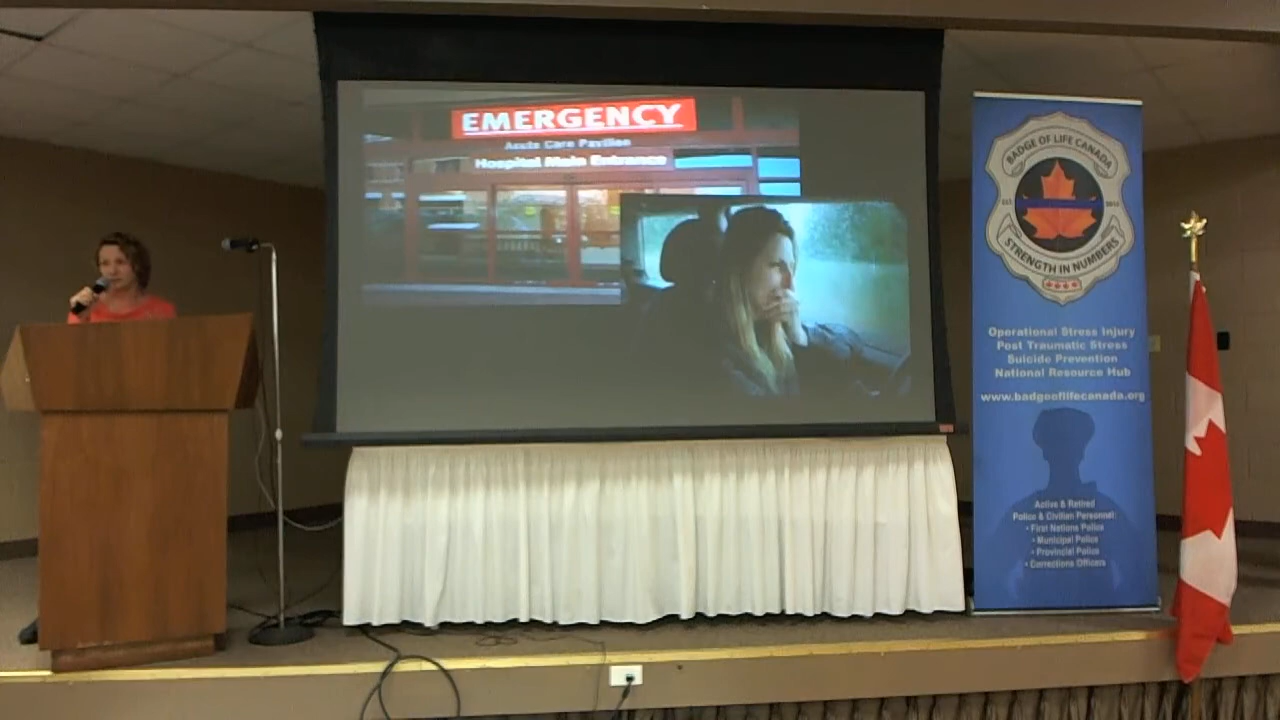 EMERGENCY
Acute Care Pavilion
Hospital Main Entrance
BADGE OF LIFE CANADA
EST.
STRENGTH IN NUMBERS
Operational Stress Injury
Post Traumatic Stress
Suicide Prevention
National Resource Hub
www.badgeoflifecanada.org
Active & Retired
Police & Civilian Personnel:
• First Nations Police
• Municipal Police
• Provincial Police
• Corrections Officers